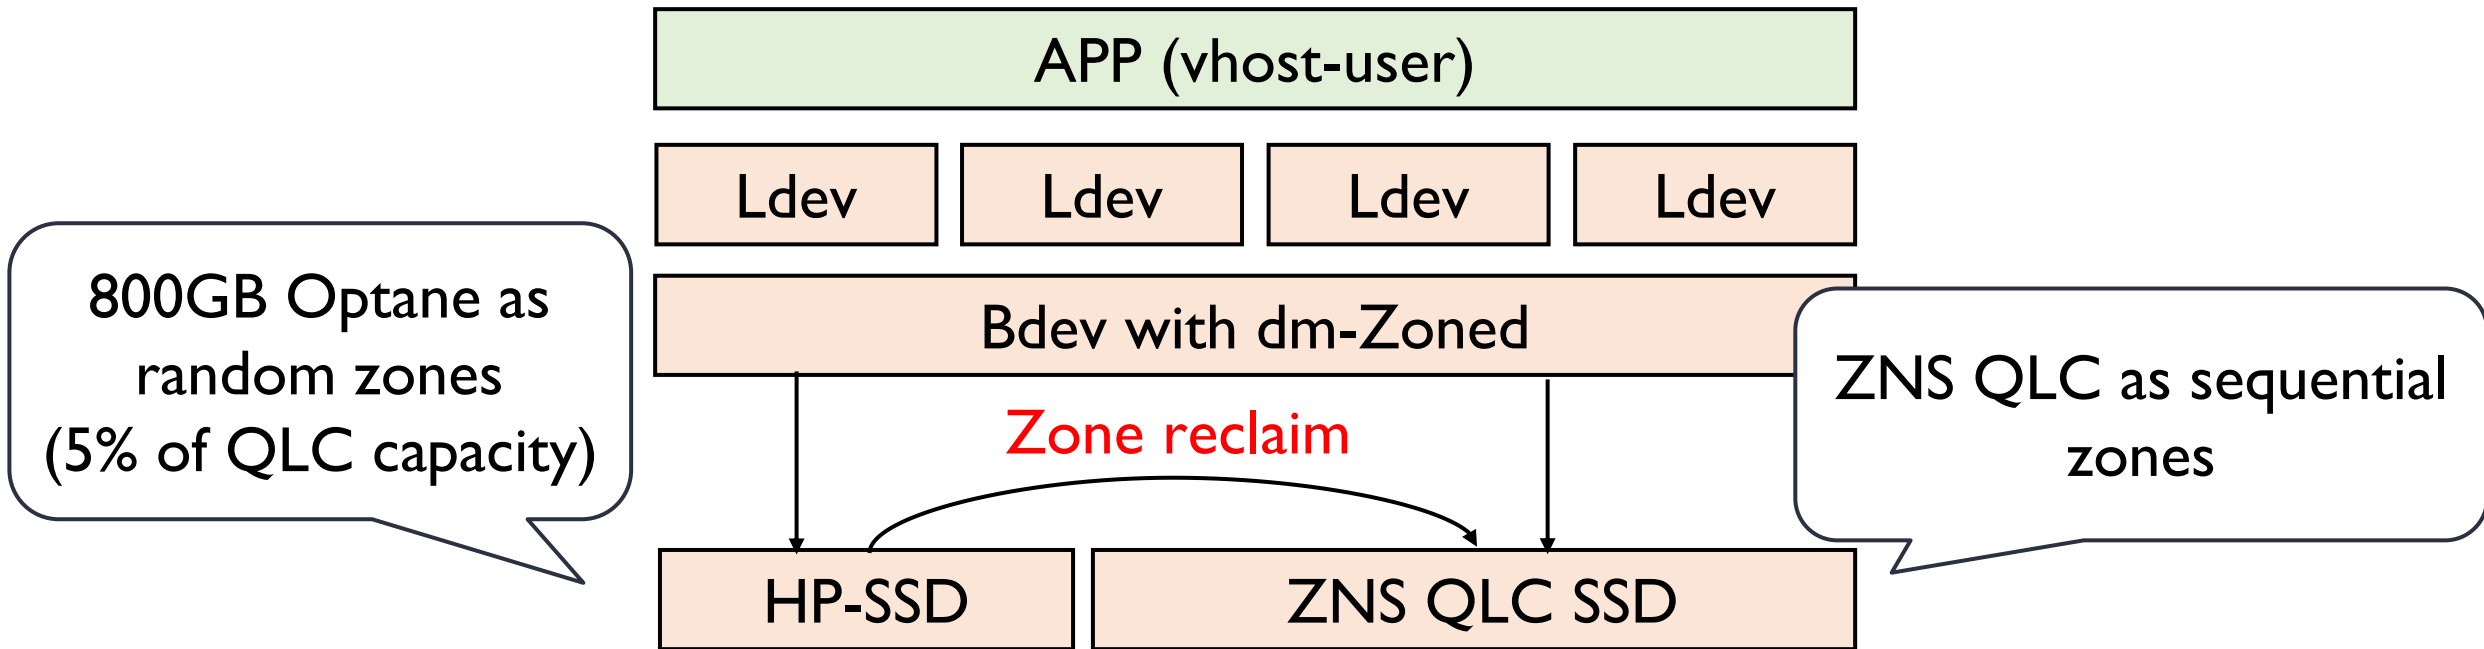 APP (vhost-user)
Ldev Ldev Ldev Ldev
800GB Optane as
random zones
(5% of QLC capacity)
Bdev with dm-Zoned
ZNS QLC as sequential
zones
Zone reclaim
HP-SSD
ZNS QLC SSD